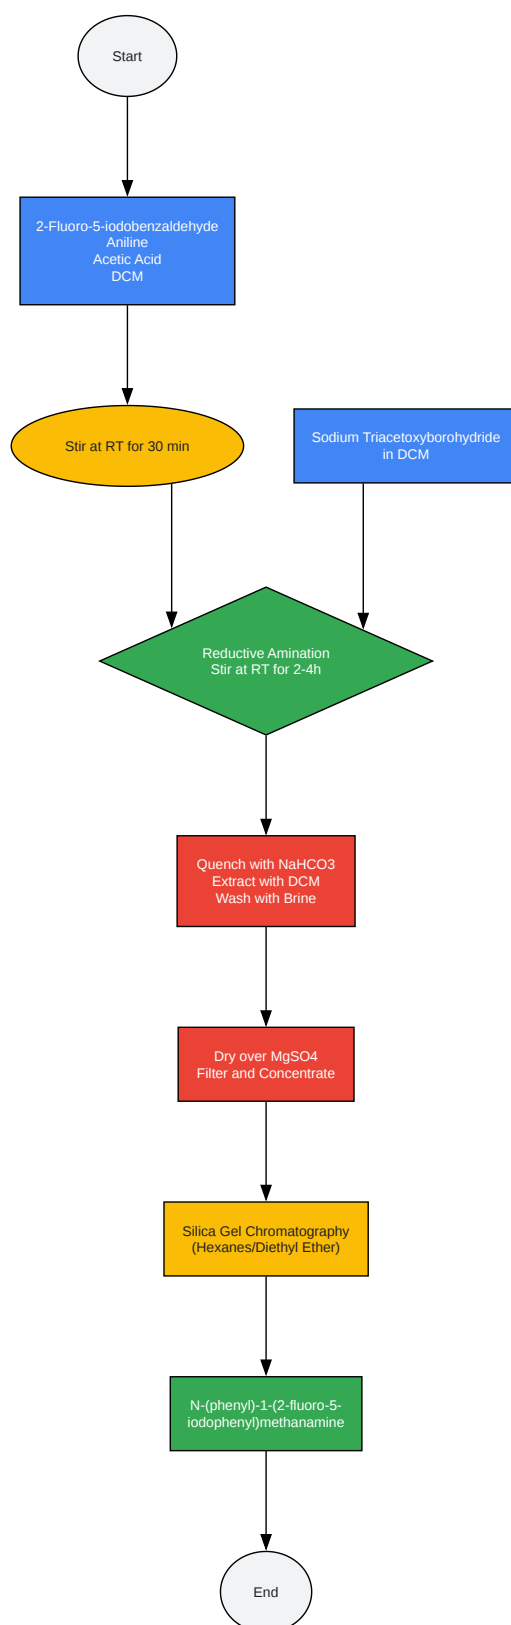 Start
2-Fluoro-5-iodobenzaldehyde
Aniline
Acetic Acid
DCM
Stir at RT for 30 min
Sodium Triacetoxyborohydride
in DCM
Reductive Amination
Stir at RT for 2-4h
Quench with NaHCO3
Extract with DCM
Wash with Brine
Dry over MgSO4
Filter and Concentrate
Silica Gel Chromatography
(Hexanes/Diethyl Ether)
N-(phenyl)-1-(2-fluoro-5-
iodophenyl)methanamine
End